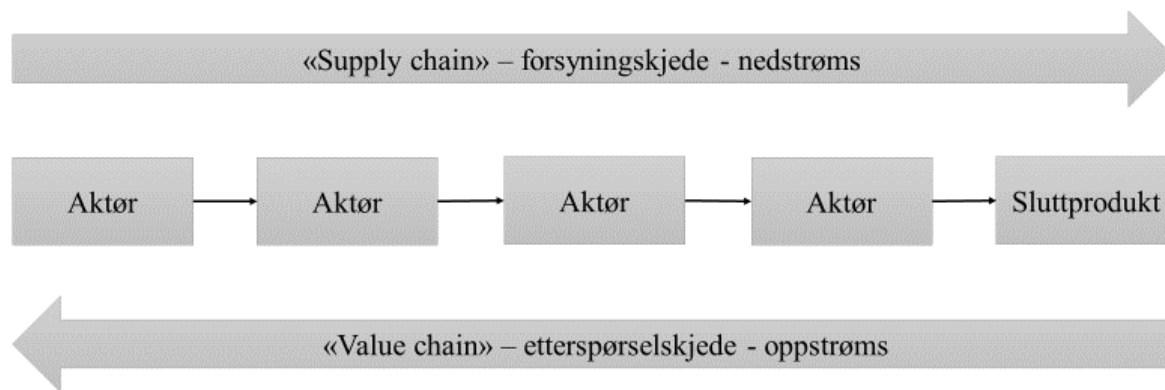 «Supply chain» – forsyningskjede - nedstrøms
Aktør
Aktør
Aktør
Aktør
Sluttprodukt
«Value chain» – etterspørselskjede - oppstrøms